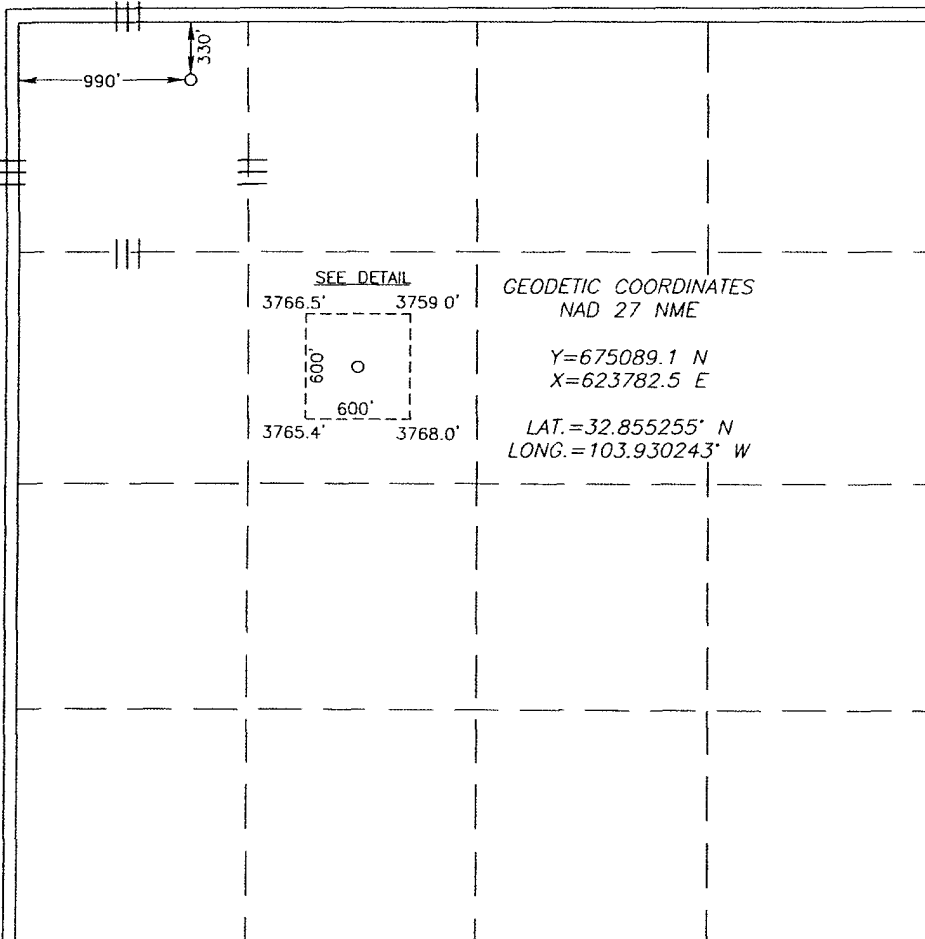 330'
990'
SEE DETAIL
3766.5' 3759.0'
600'
600'
3765.4' 3768.0'
GEODETIC COORDINATES
NAD 27 NME
Y=675089.1 N
X=623782.5 E
LAT.=32.855255° N
LONG.=103.930243° W